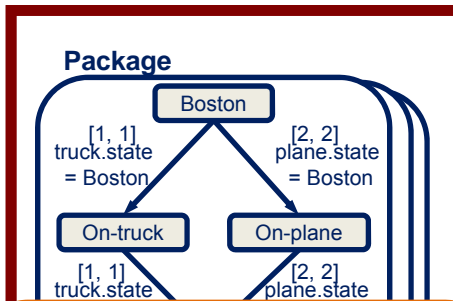 Package
Boston
[1, 1]
truck.state
= Boston
[2, 2]
plane.state
= Boston
On-truck
On-plane
[1, 1]
truck.state
[2, 2]
plane.state